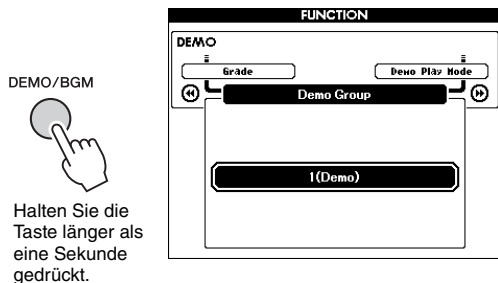 FUNCTION
DEMO
Grade
Demo Play Mode
Demo Group
1(Demo)
DEMO/BGM
Halten Sie die
Taste länger als
eine Sekunde
gedrückt.